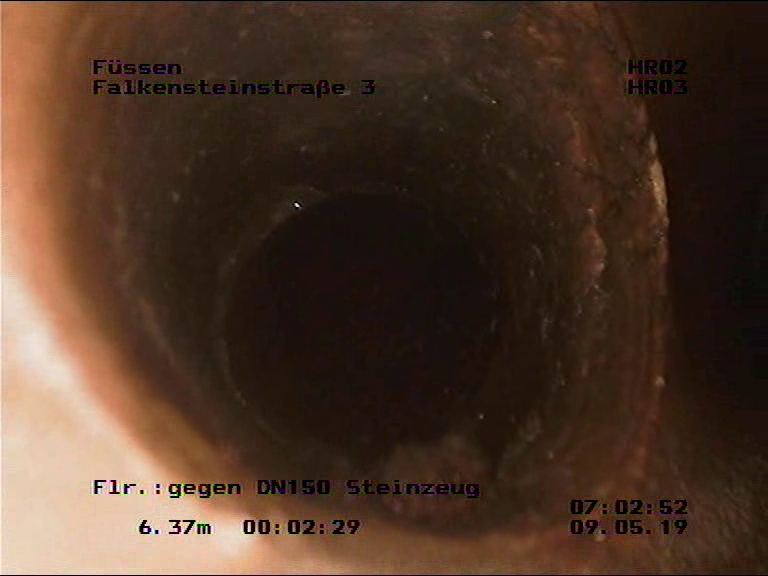 Füssen HR02
Falkensteinstraße 3 HR03
Flr.:gegen DN150 Steinzeug
07:02:52
6.37m 00:02:29 09.05.19